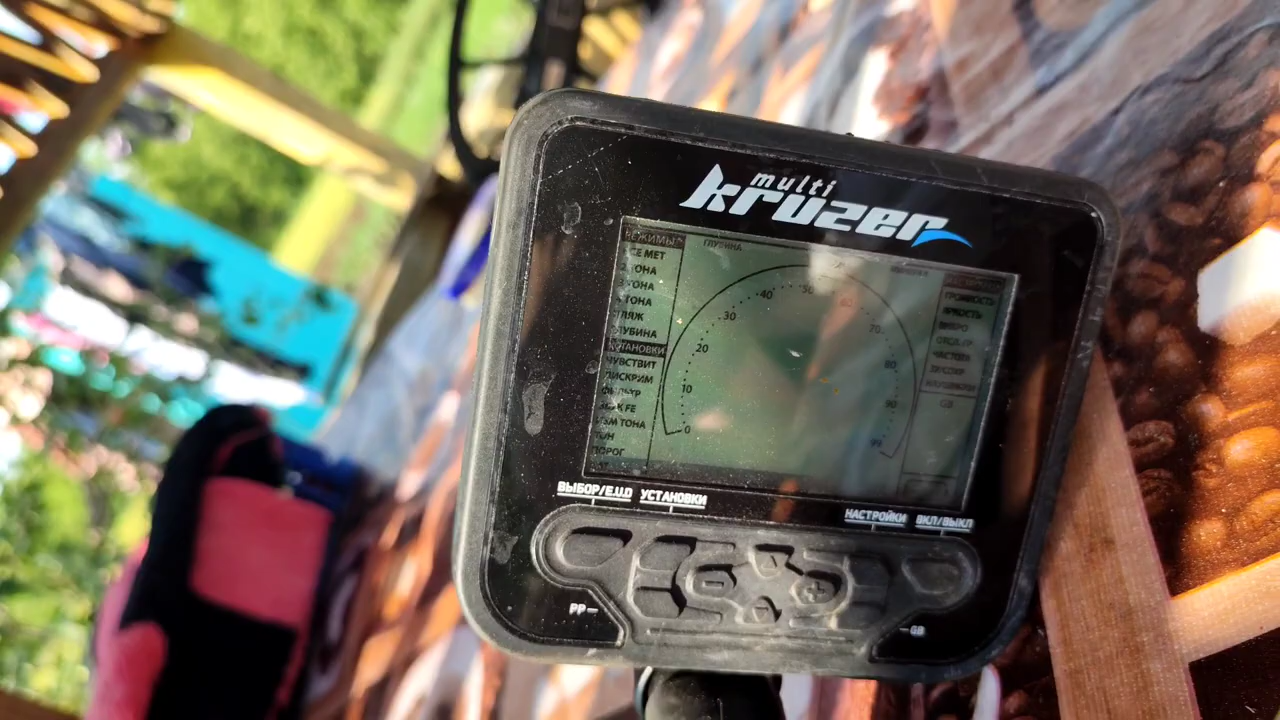 multi
kruzer
РЕЖИМЫ
ГЛУБИНА
ВСЕ МЕТ
2 ТОНА
3 ТОНА
4 ТОНА
ПЛЯЖ
ГЛУБИНА
УСТАНОВКИ
ЧУВСТВИТ
ДИСКРИМ
ТОН
ПОРОГ
0
10
20
30
40
50
60
70
80
90
99
ГРОМКОСТЬ
ЯРКОСТЬ
ВИБРО
ЧАСТОТА
НАУШНИКИ
GB
ВЫБОР/E.U.D
УСТАНОВКИ
НАСТРОЙКИ
ВКЛ/ВЫКЛ
PP
GB